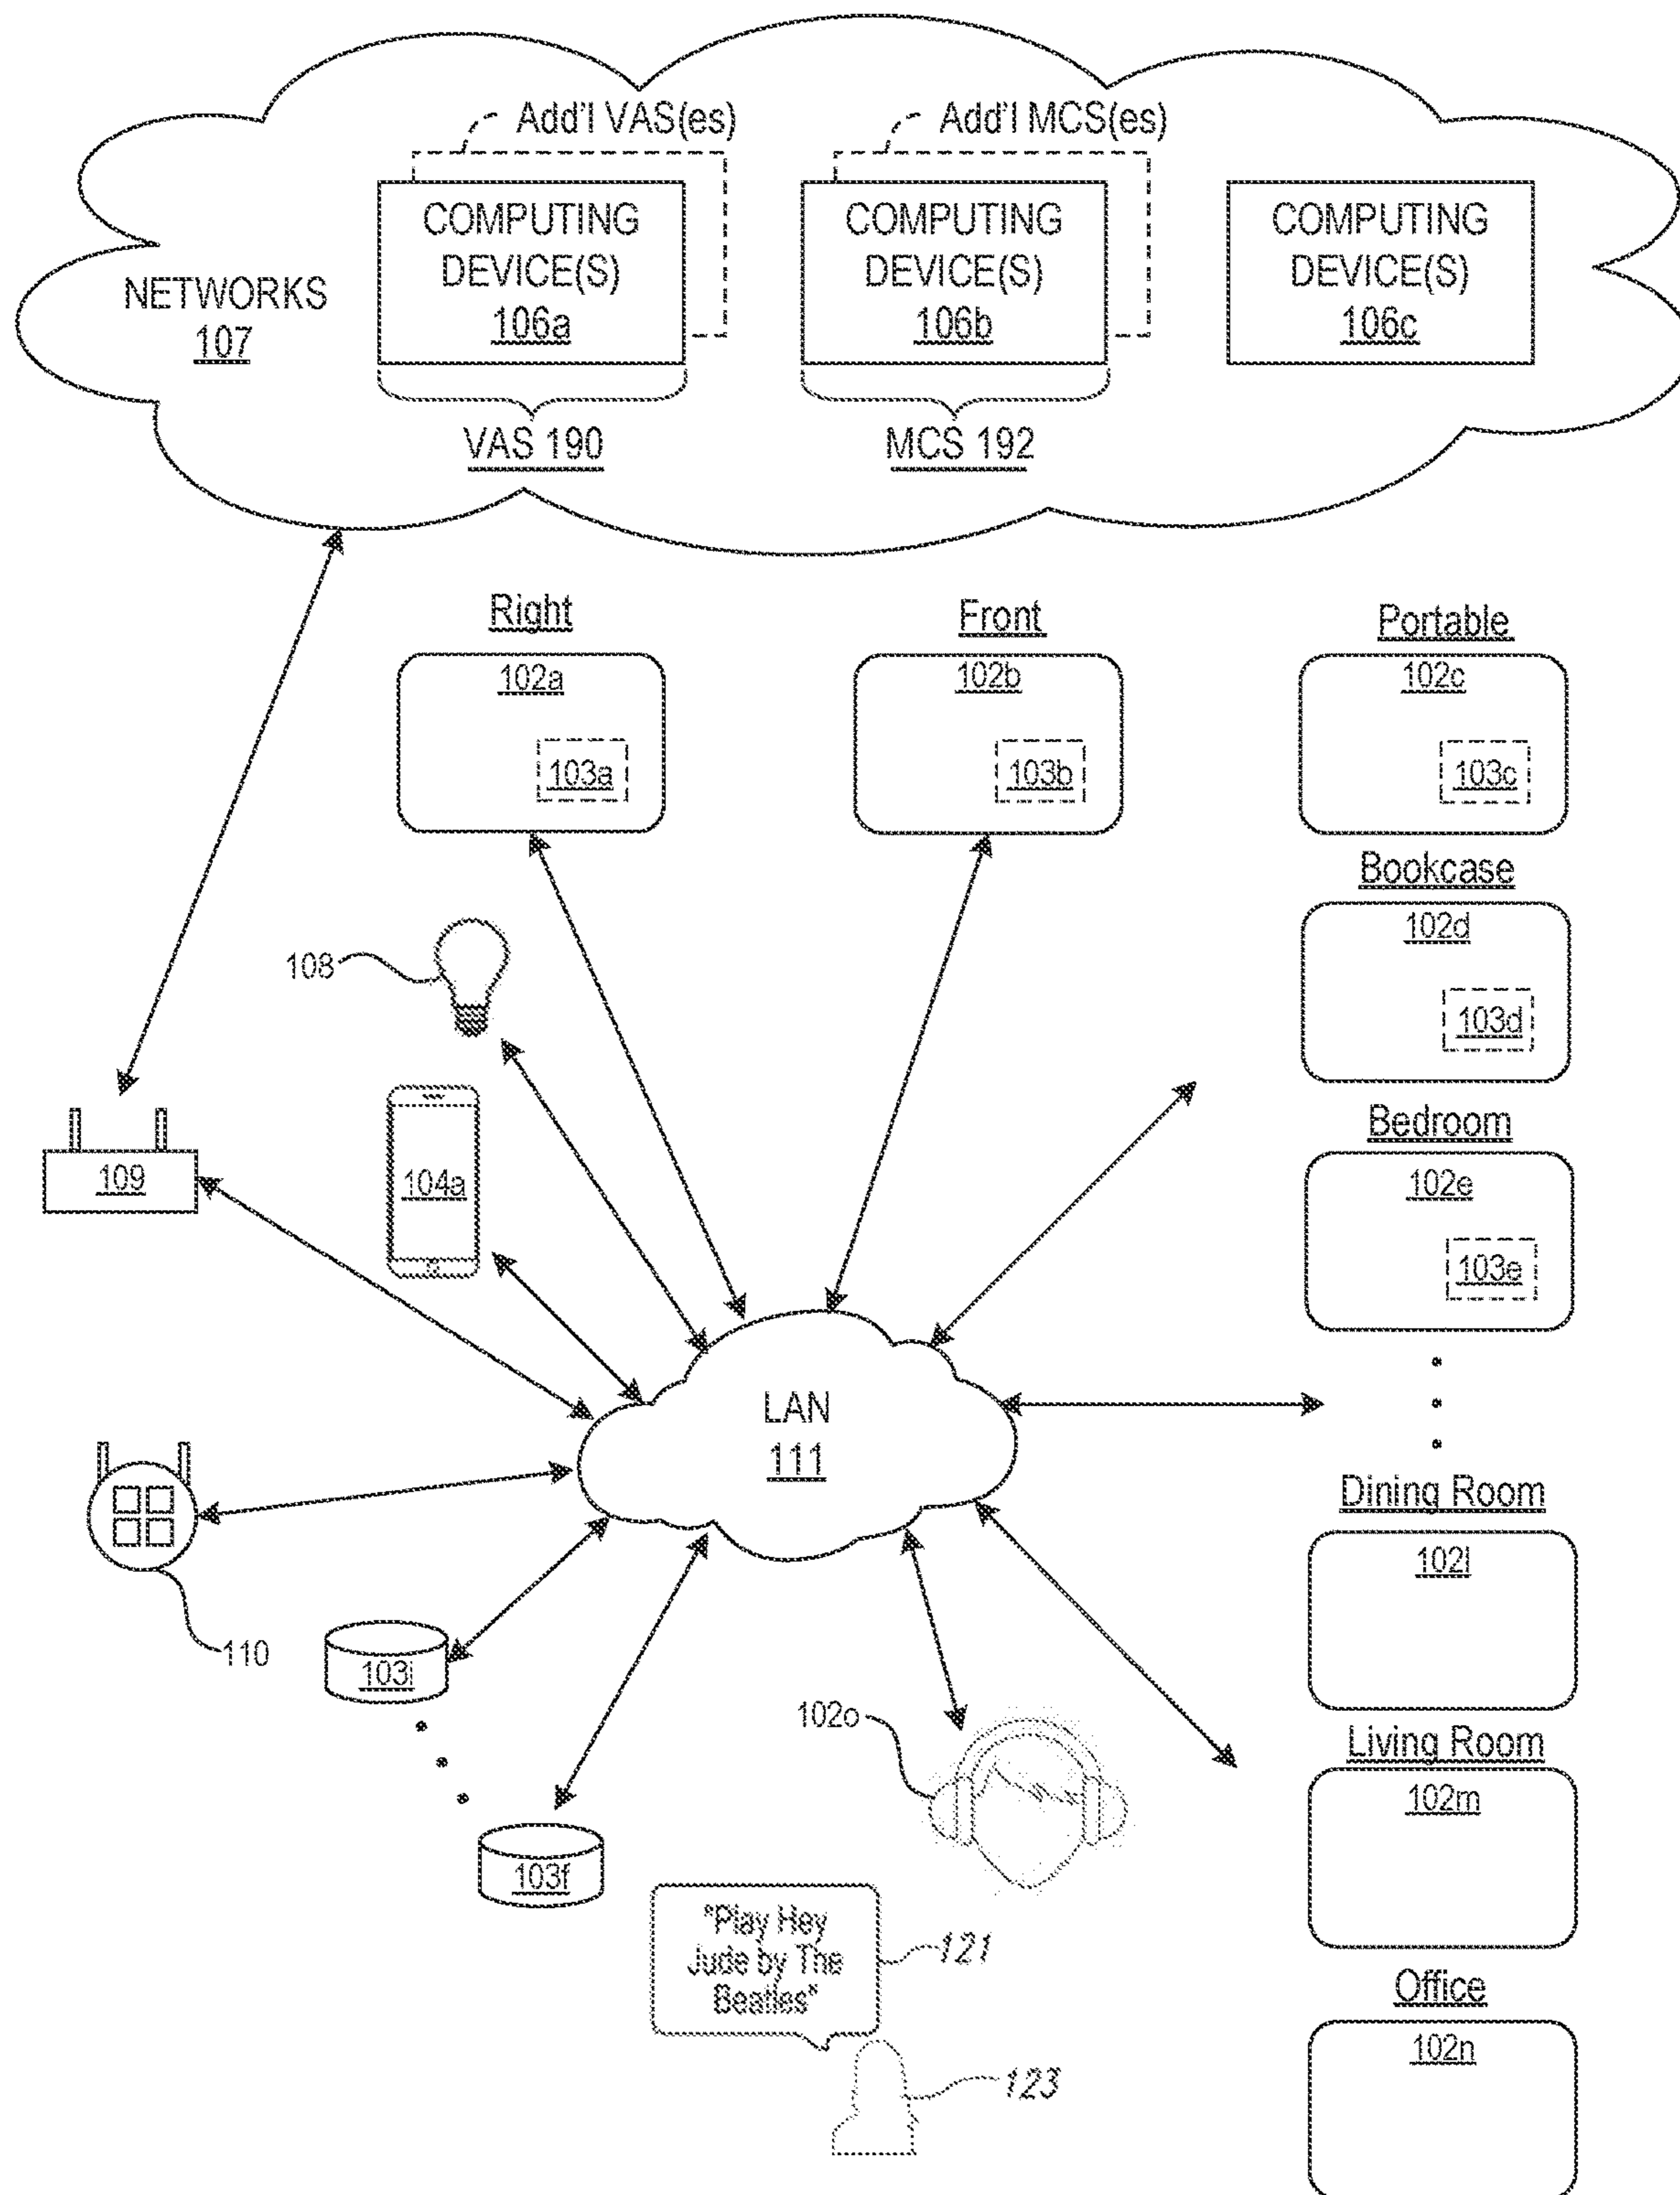 Add'l VAS(es)
Add'l MCS(es)
COMPUTING
DEVICE(S)
106a
COMPUTING
DEVICE(S)
106b
COMPUTING
DEVICE(S)
106c
NETWORKS
107
VAS 190
MCS 192
Right
102a
103a
Front
102b
103b
Portable
102c
103c
Bookcase
102d
103d
108
Bedroom
102e
103e
109
104a
LAN
111
Dining Room
102l
110
103i
Living Room
102m
102o
103f
"Play Hey
Jude by The
Beatles"
121
Office
102n
123